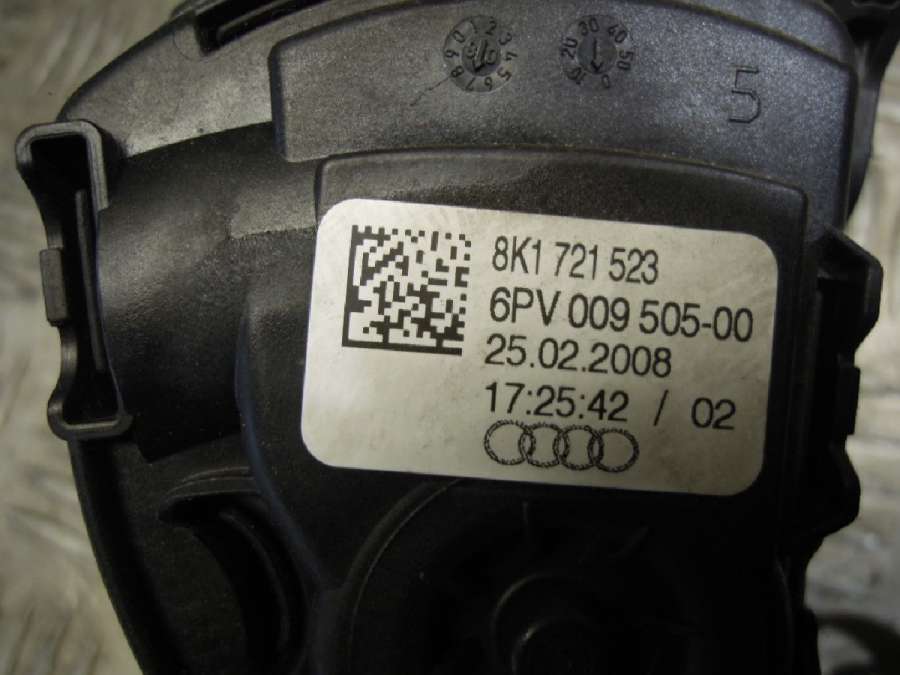 5
8K1 721 523
6PV 009 505-00
25.02.2008
17:25:42 / 02